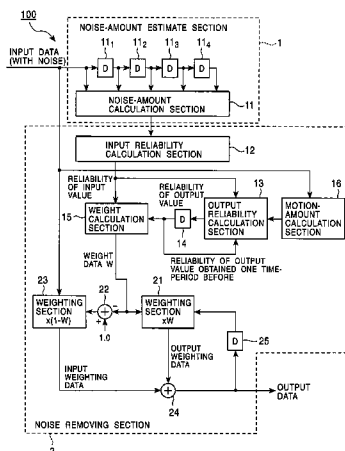 100
NOISE-AMOUNT ESTIMATE SECTION
INPUT DATA
(WITH NOISE)
11₁ 11₂ 11₃ 11₄
D D D D
1
NOISE-AMOUNT
CALCULATION SECTION
11
INPUT RELIABILITY
CALCULATION SECTION
12
RELIABILITY
OF INPUT
VALUE
RELIABILITY
OF OUTPUT
VALUE
13
16
15
WEIGHT
CALCULATION
SECTION
D
14
OUTPUT
RELIABILITY
CALCULATION
SECTION
MOTION-
AMOUNT
CALCULATION
SECTION
WEIGHT
DATA W
RELIABILITY OF OUTPUT
VALUE OBTAINED ONE TIME-
PERIOD BEFORE
23
WEIGHTING
SECTION
x(1-W)
22
+
-
+
1.0
21
WEIGHTING
SECTION
xW
D
25
INPUT
WEIGHTING
DATA
OUTPUT
WEIGHTING
DATA
+
24
OUTPUT
DATA
NOISE REMOVING SECTION
2